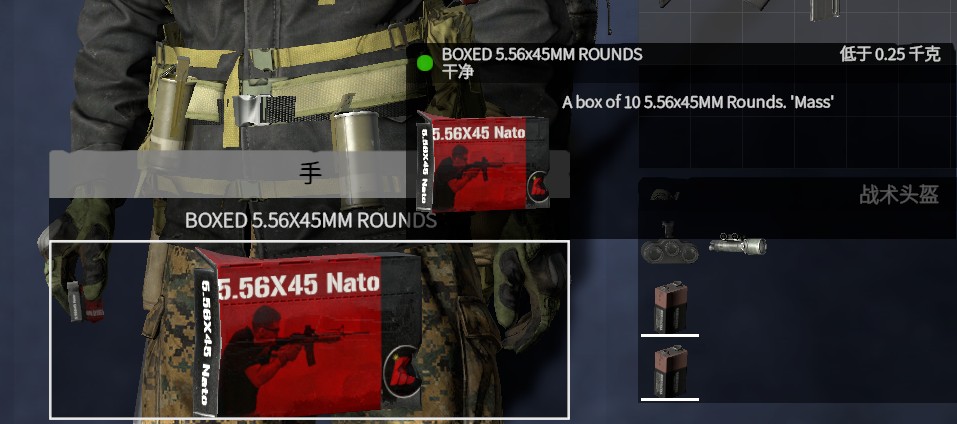 BOXED 5.56x45MM ROUNDS
低于 0.25 千克
干净
A box of 10 5.56x45MM Rounds. 'Mass'
5.56X45 Nato
5.56X45 Nato
手
战术头盔
BOXED 5.56X45MM ROUNDS
5.56X45 Nato
5.56X45 Nato